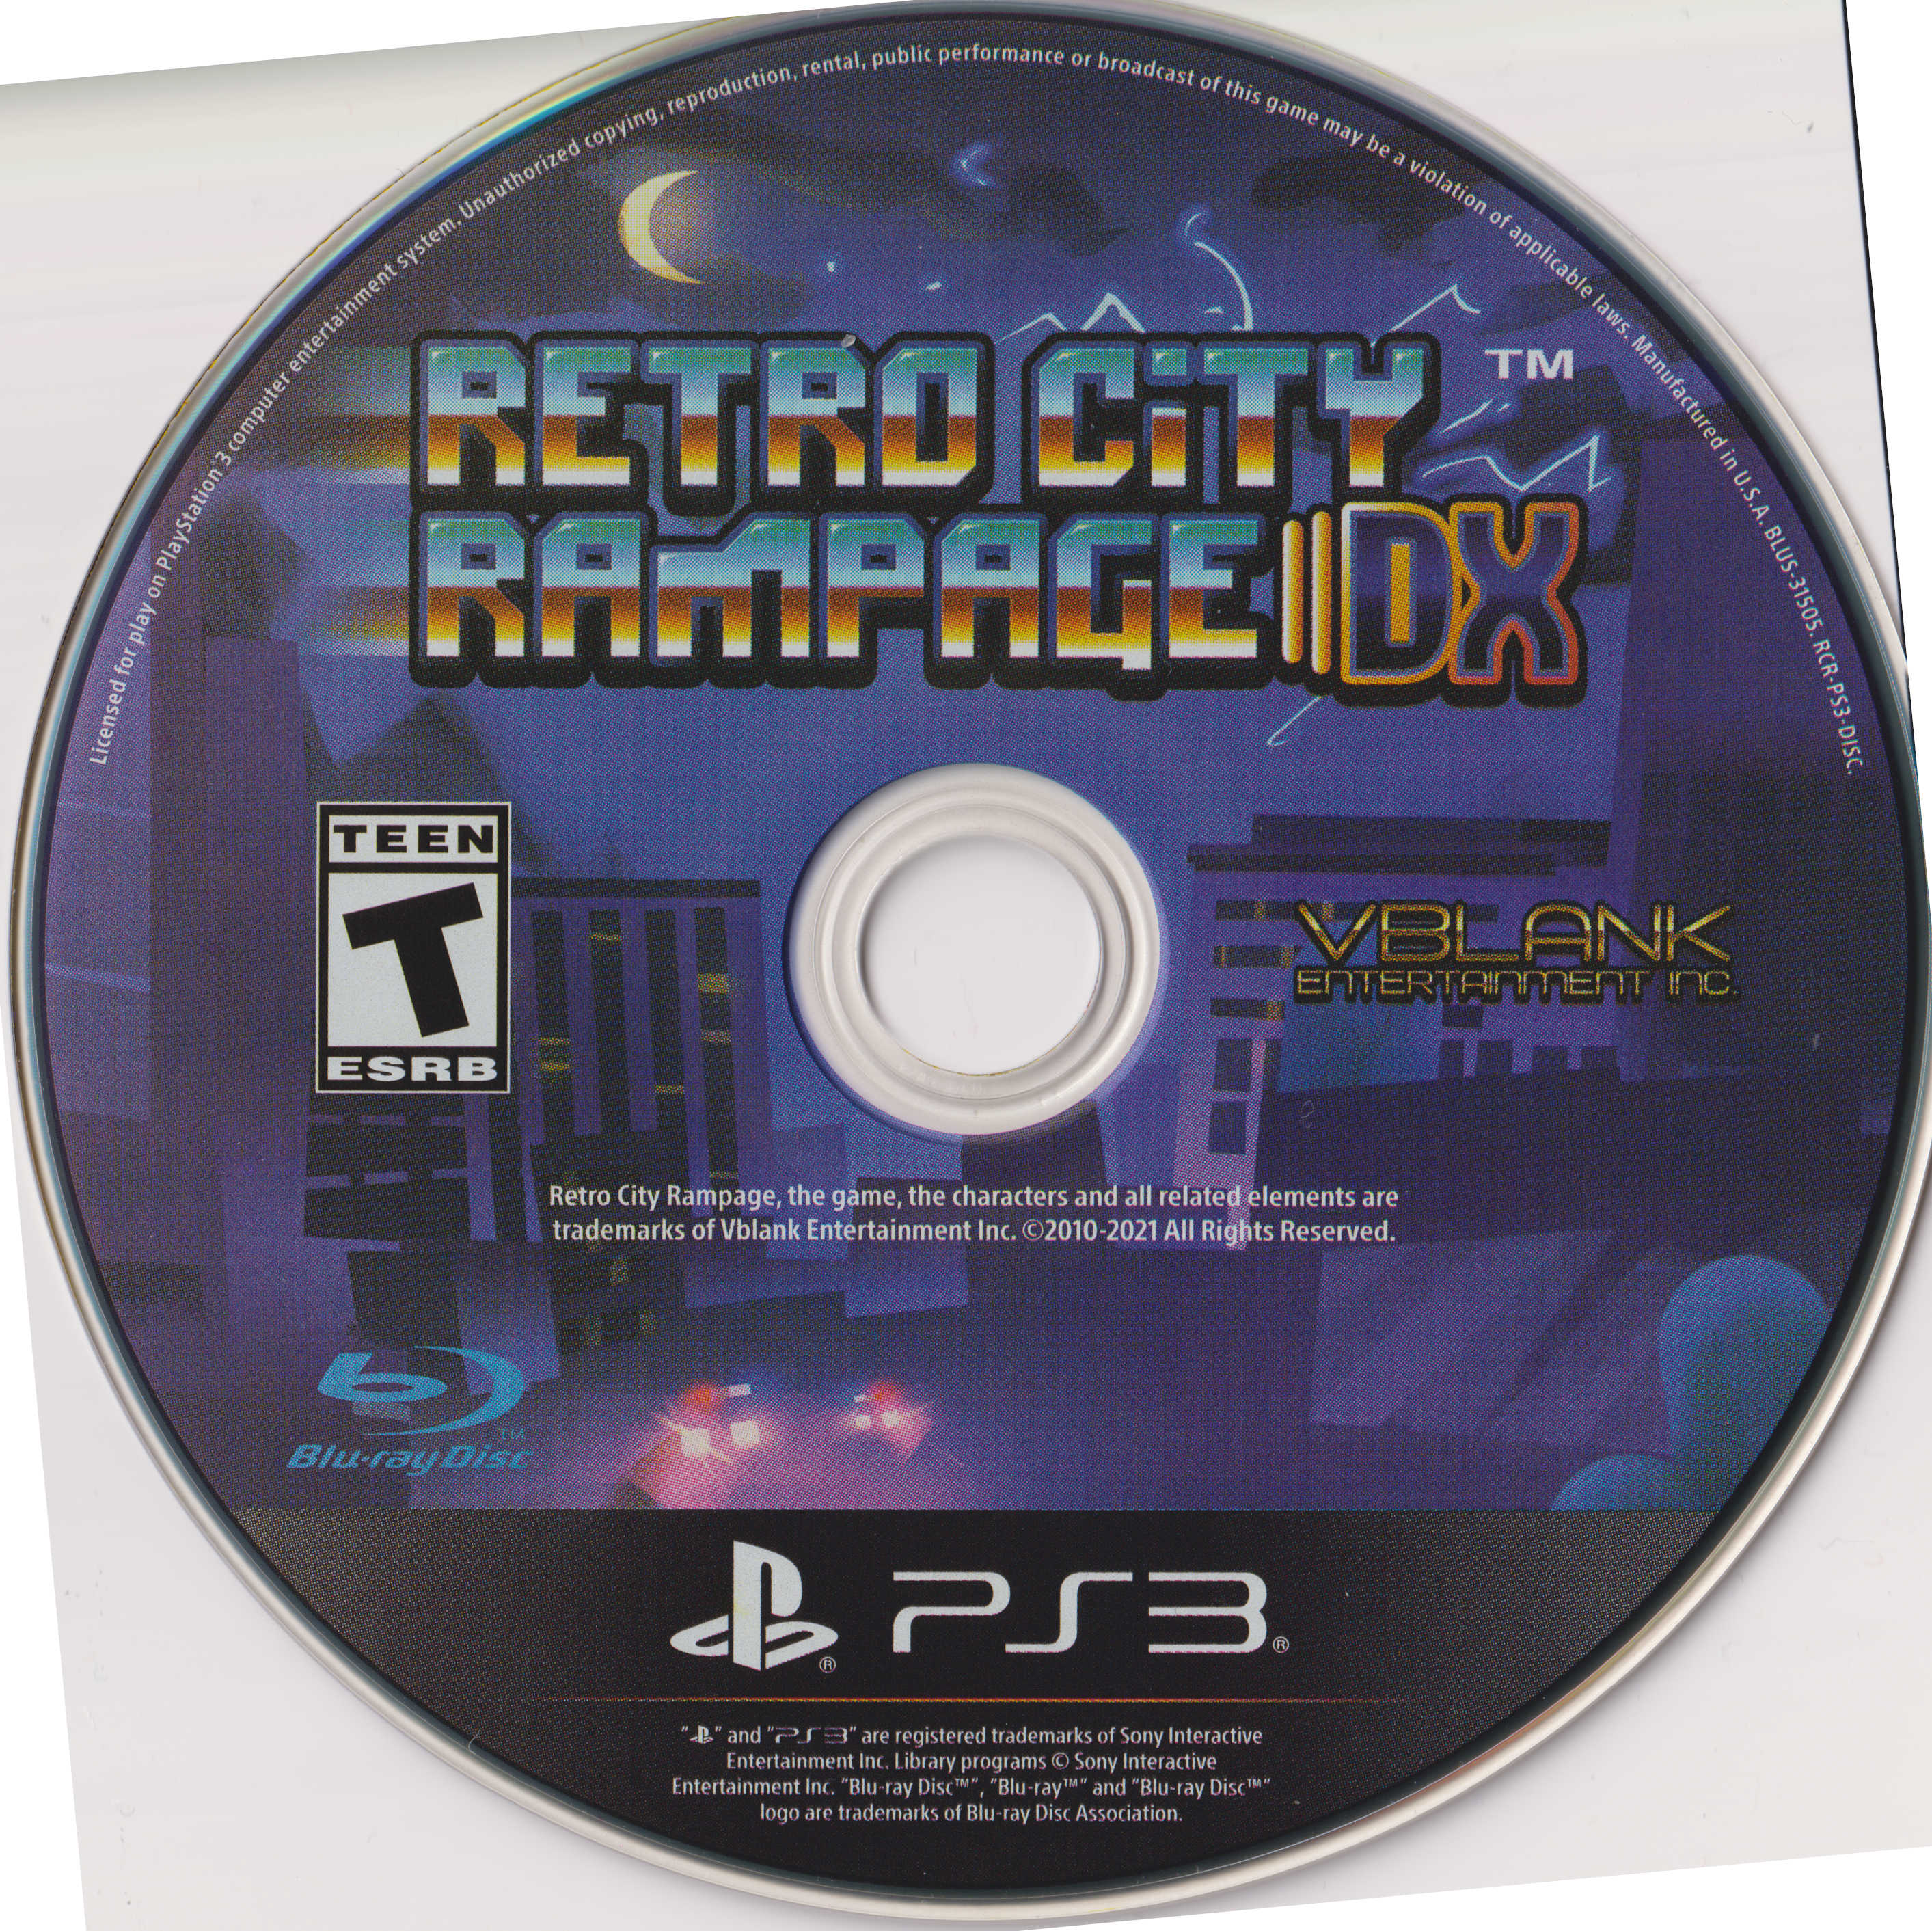 Licensed for play on PlayStation 3 computer entertainment system. Unauthorized copying, reproduction, rental, public performance or broadcast of this game may be a violation of applicable laws. Manufactured in U.S.A. BLUS-31505. RCR-PS3-DISC.
RETRO CiTY TM
RAMPAGE DX
TEEN
T
ESRB
VBLANK
ENTERTAINMENT INC.
Retro City Rampage, the game, the characters and all related elements are
trademarks of Vblank Entertainment Inc. ©2010-2021 All Rights Reserved.
Blu-ray Disc TM
PS3®
"" and "PS3" are registered trademarks of Sony Interactive
Entertainment Inc. Library programs © Sony Interactive
Entertainment Inc. "Blu-ray Disc™", "Blu-ray™" and "Blu-ray Disc™"
logo are trademarks of Blu-ray Disc Association.